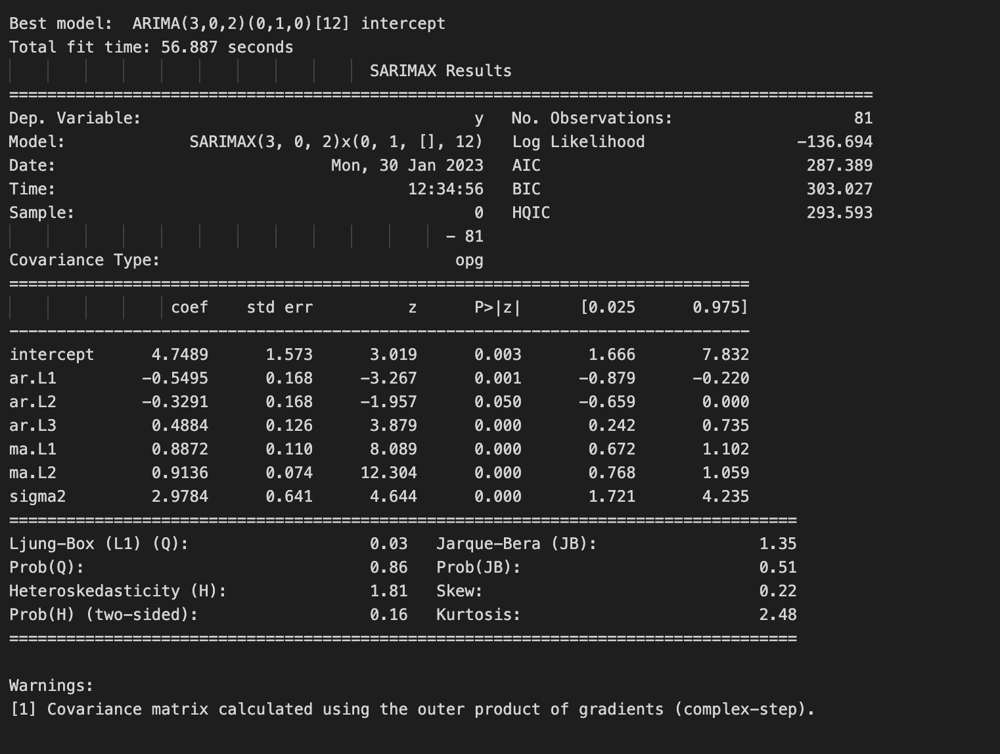 Best model:  ARIMA(3,0,2)(0,1,0)[12] intercept
Total fit time: 56.887 seconds
                                      SARIMAX Results
===========================================================================================
Dep. Variable:                                   y   No. Observations:                   81
Model:             SARIMAX(3, 0, 2)x(0, 1, [], 12)   Log Likelihood                -136.694
Date:                             Mon, 30 Jan 2023   AIC                            287.389
Time:                                     12:34:56   BIC                            303.027
Sample:                                          0   HQIC                           293.593
                                              - 81
Covariance Type:                               opg
==============================================================================
                 coef    std err          z      P>|z|      [0.025      0.975]
------------------------------------------------------------------------------
intercept      4.7489      1.573      3.019      0.003       1.666       7.832
ar.L1         -0.5495      0.168     -3.267      0.001      -0.879      -0.220
ar.L2         -0.3291      0.168     -1.957      0.050      -0.659       0.000
ar.L3          0.4884      0.126      3.879      0.000       0.242       0.735
ma.L1          0.8872      0.110      8.089      0.000       0.672       1.102
ma.L2          0.9136      0.074     12.304      0.000       0.768       1.059
sigma2         2.9784      0.641      4.644      0.000       1.721       4.235
===================================================================================
Ljung-Box (L1) (Q):                   0.03   Jarque-Bera (JB):                 1.35
Prob(Q):                              0.86   Prob(JB):                         0.51
Heteroskedasticity (H):               1.81   Skew:                             0.22
Prob(H) (two-sided):                  0.16   Kurtosis:                         2.48
===================================================================================
Warnings:
[1] Covariance matrix calculated using the outer product of gradients (complex-step).